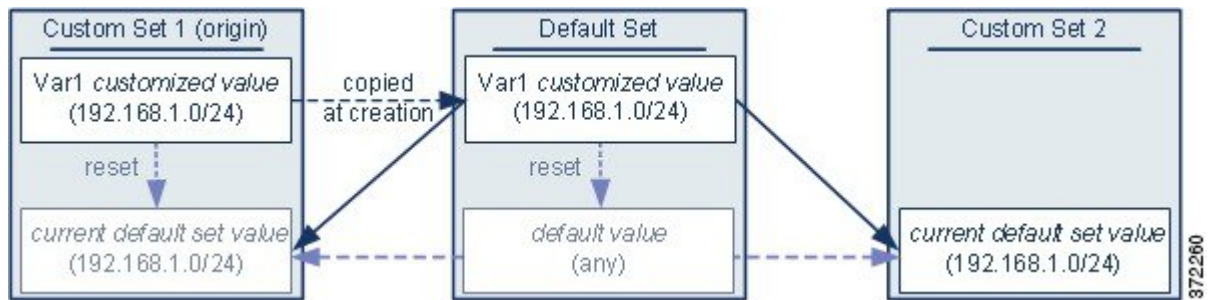 Custom Set 1 (origin)
Var1 customized value
(192.168.1.0/24)
reset
current default set value
(192.168.1.0/24)
copied
at creation
Default Set
Var1 customized value
(192.168.1.0/24)
reset
default value
(any)
Custom Set 2
current default set value
(192.168.1.0/24)
372260